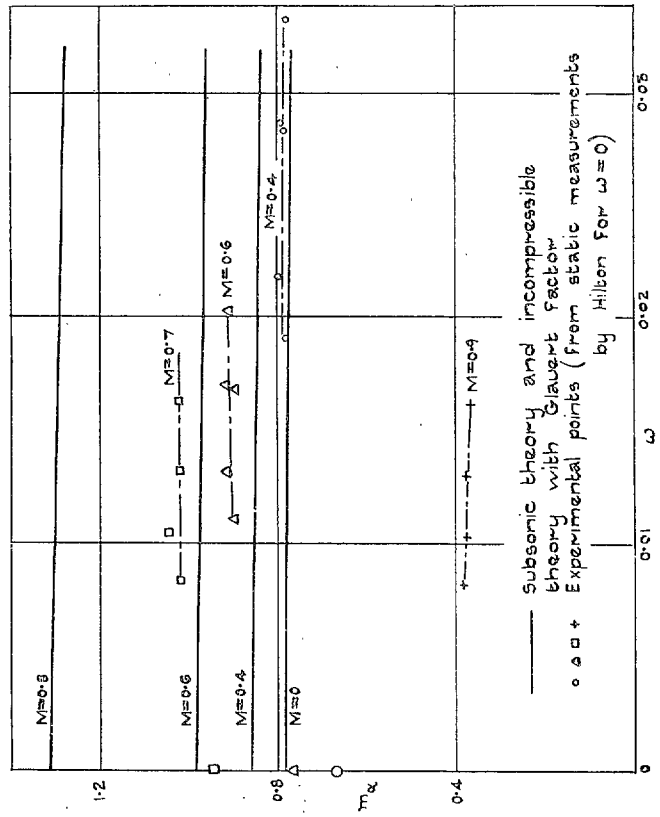 M=0.8
M=0.7
M=0.6
M=0.6
M=0.4
M=0.4
M=0
M=0.9
1.2
0.8
mα
0.4
0
0.01
ω
0.02
0.03
Subsonic theory and incompressible
theory with Glauert factor
Experimental points (from static measurements
by Hilton for ω=0)